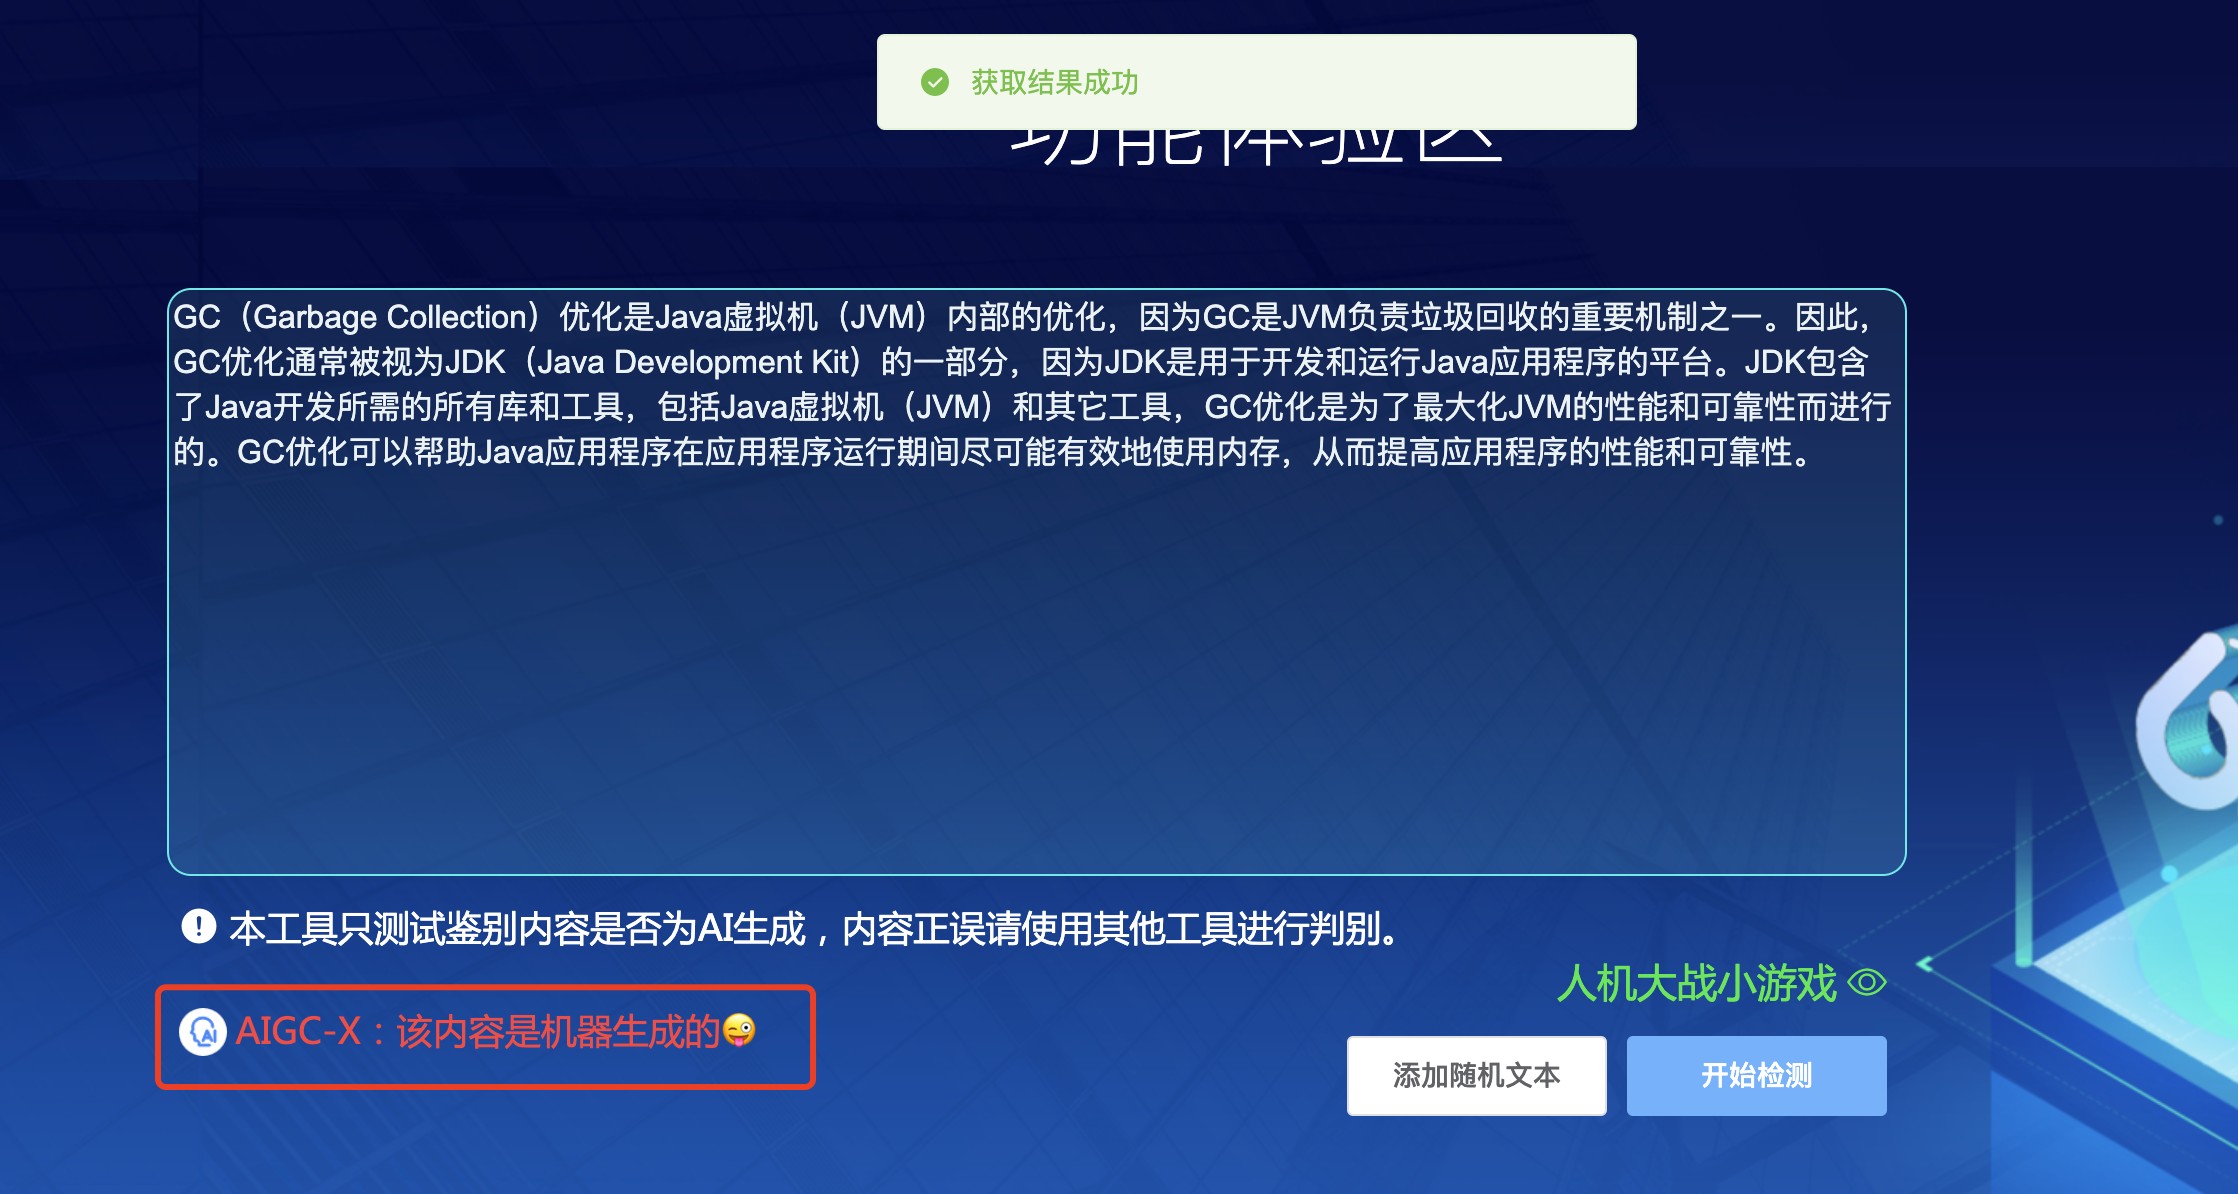 获取结果成功
功能体验区
GC（Garbage Collection）优化是Java虚拟机（JVM）内部的优化，因为GC是JVM负责垃圾回收的重要机制之一。因此，
GC优化通常被视为JDK（Java Development Kit）的一部分，因为JDK是用于开发和运行Java应用程序的平台。JDK包含
了Java开发所需的所有库和工具，包括Java虚拟机（JVM）和其它工具，GC优化是为了最大化JVM的性能和可靠性而进行
的。GC优化可以帮助Java应用程序在应用程序运行期间尽可能有效地使用内存，从而提高应用程序的性能和可靠性。
本工具只测试鉴别内容是否为AI生成，内容正误请使用其他工具进行判别。
人机大战小游戏
AI AIGC-X：该内容是机器生成的😜
添加随机文本 开始检测